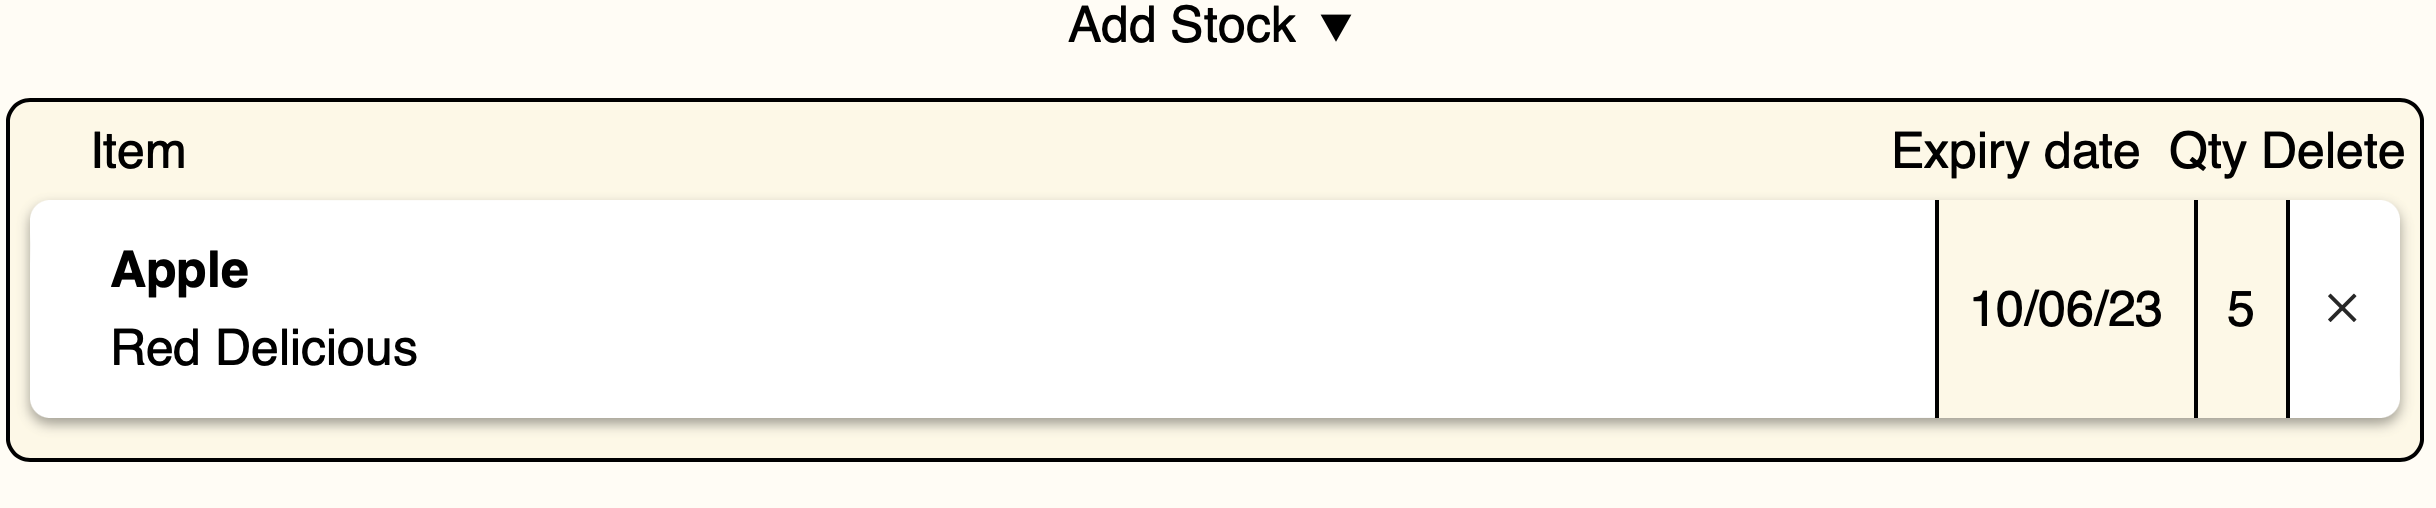 Add Stock ▼
Item Expiry date Qty Delete
Apple
Red Delicious
10/06/23 5 ×